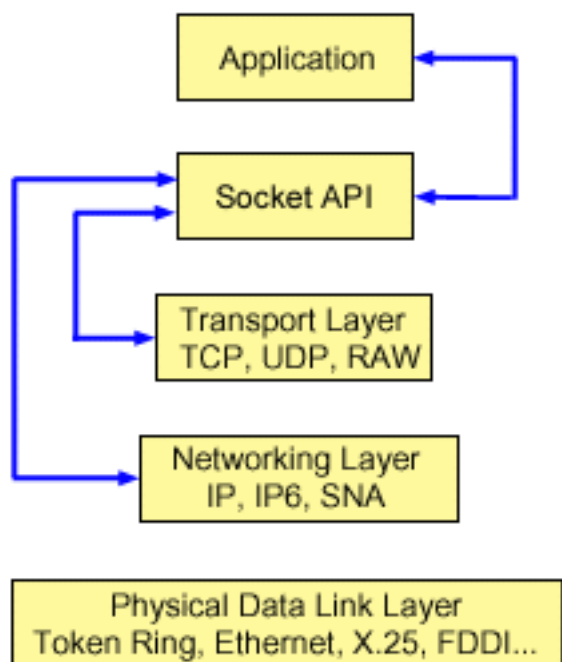 Application
Socket API
Transport Layer
TCP, UDP, RAW
Networking Layer
IP, IP6, SNA
Physical Data Link Layer
Token Ring, Ethernet, X.25, FDDI...